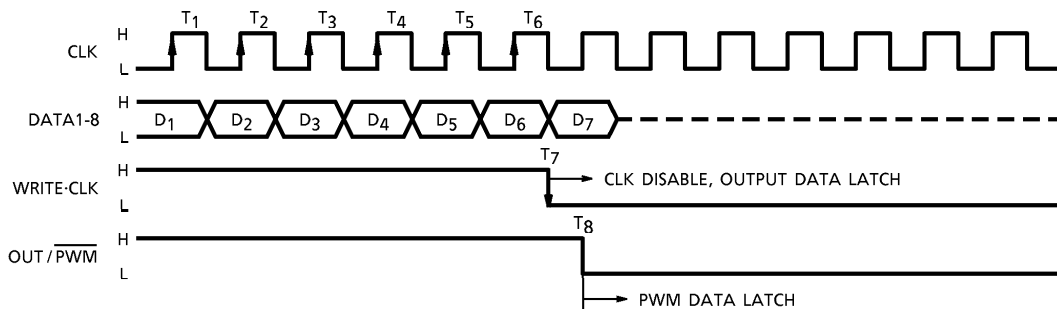 T1 T2 T3 T4 T5 T6
H
CLK
L
H
DATA1-8 D1 D2 D3 D4 D5 D6 D7
L
T7
H
CLK DISABLE, OUTPUT DATA LATCH
WRITE·CLK
L
T8
H
OUT / PWM
L
PWM DATA LATCH